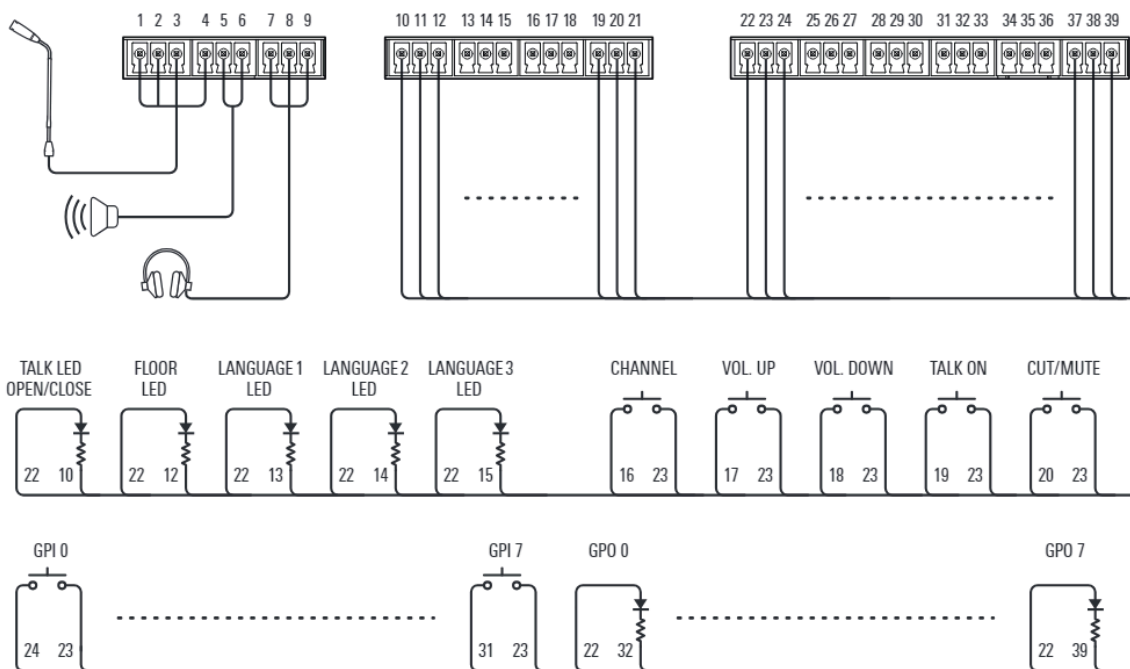 1 2 3 4 5 6 7 8 9 10 11 12 13 14 15 16 17 18 19 20 21 22 23 24 25 26 27 28 29 30 31 32 33 34 35 36 37 38 39
TALK LED FLOOR LANGUAGE 1 LANGUAGE 2 LANGUAGE 3 CHANNEL VOL. UP VOL. DOWN TALK ON CUT/MUTE
OPEN/CLOSE LED LED LED LED
22 10 22 12 22 13 22 14 22 15 16 23 17 23 18 23 19 23 20 23
GPI 0 GPI 7 GPO 0 GPO 7
24 23 31 23 22 32 22 39